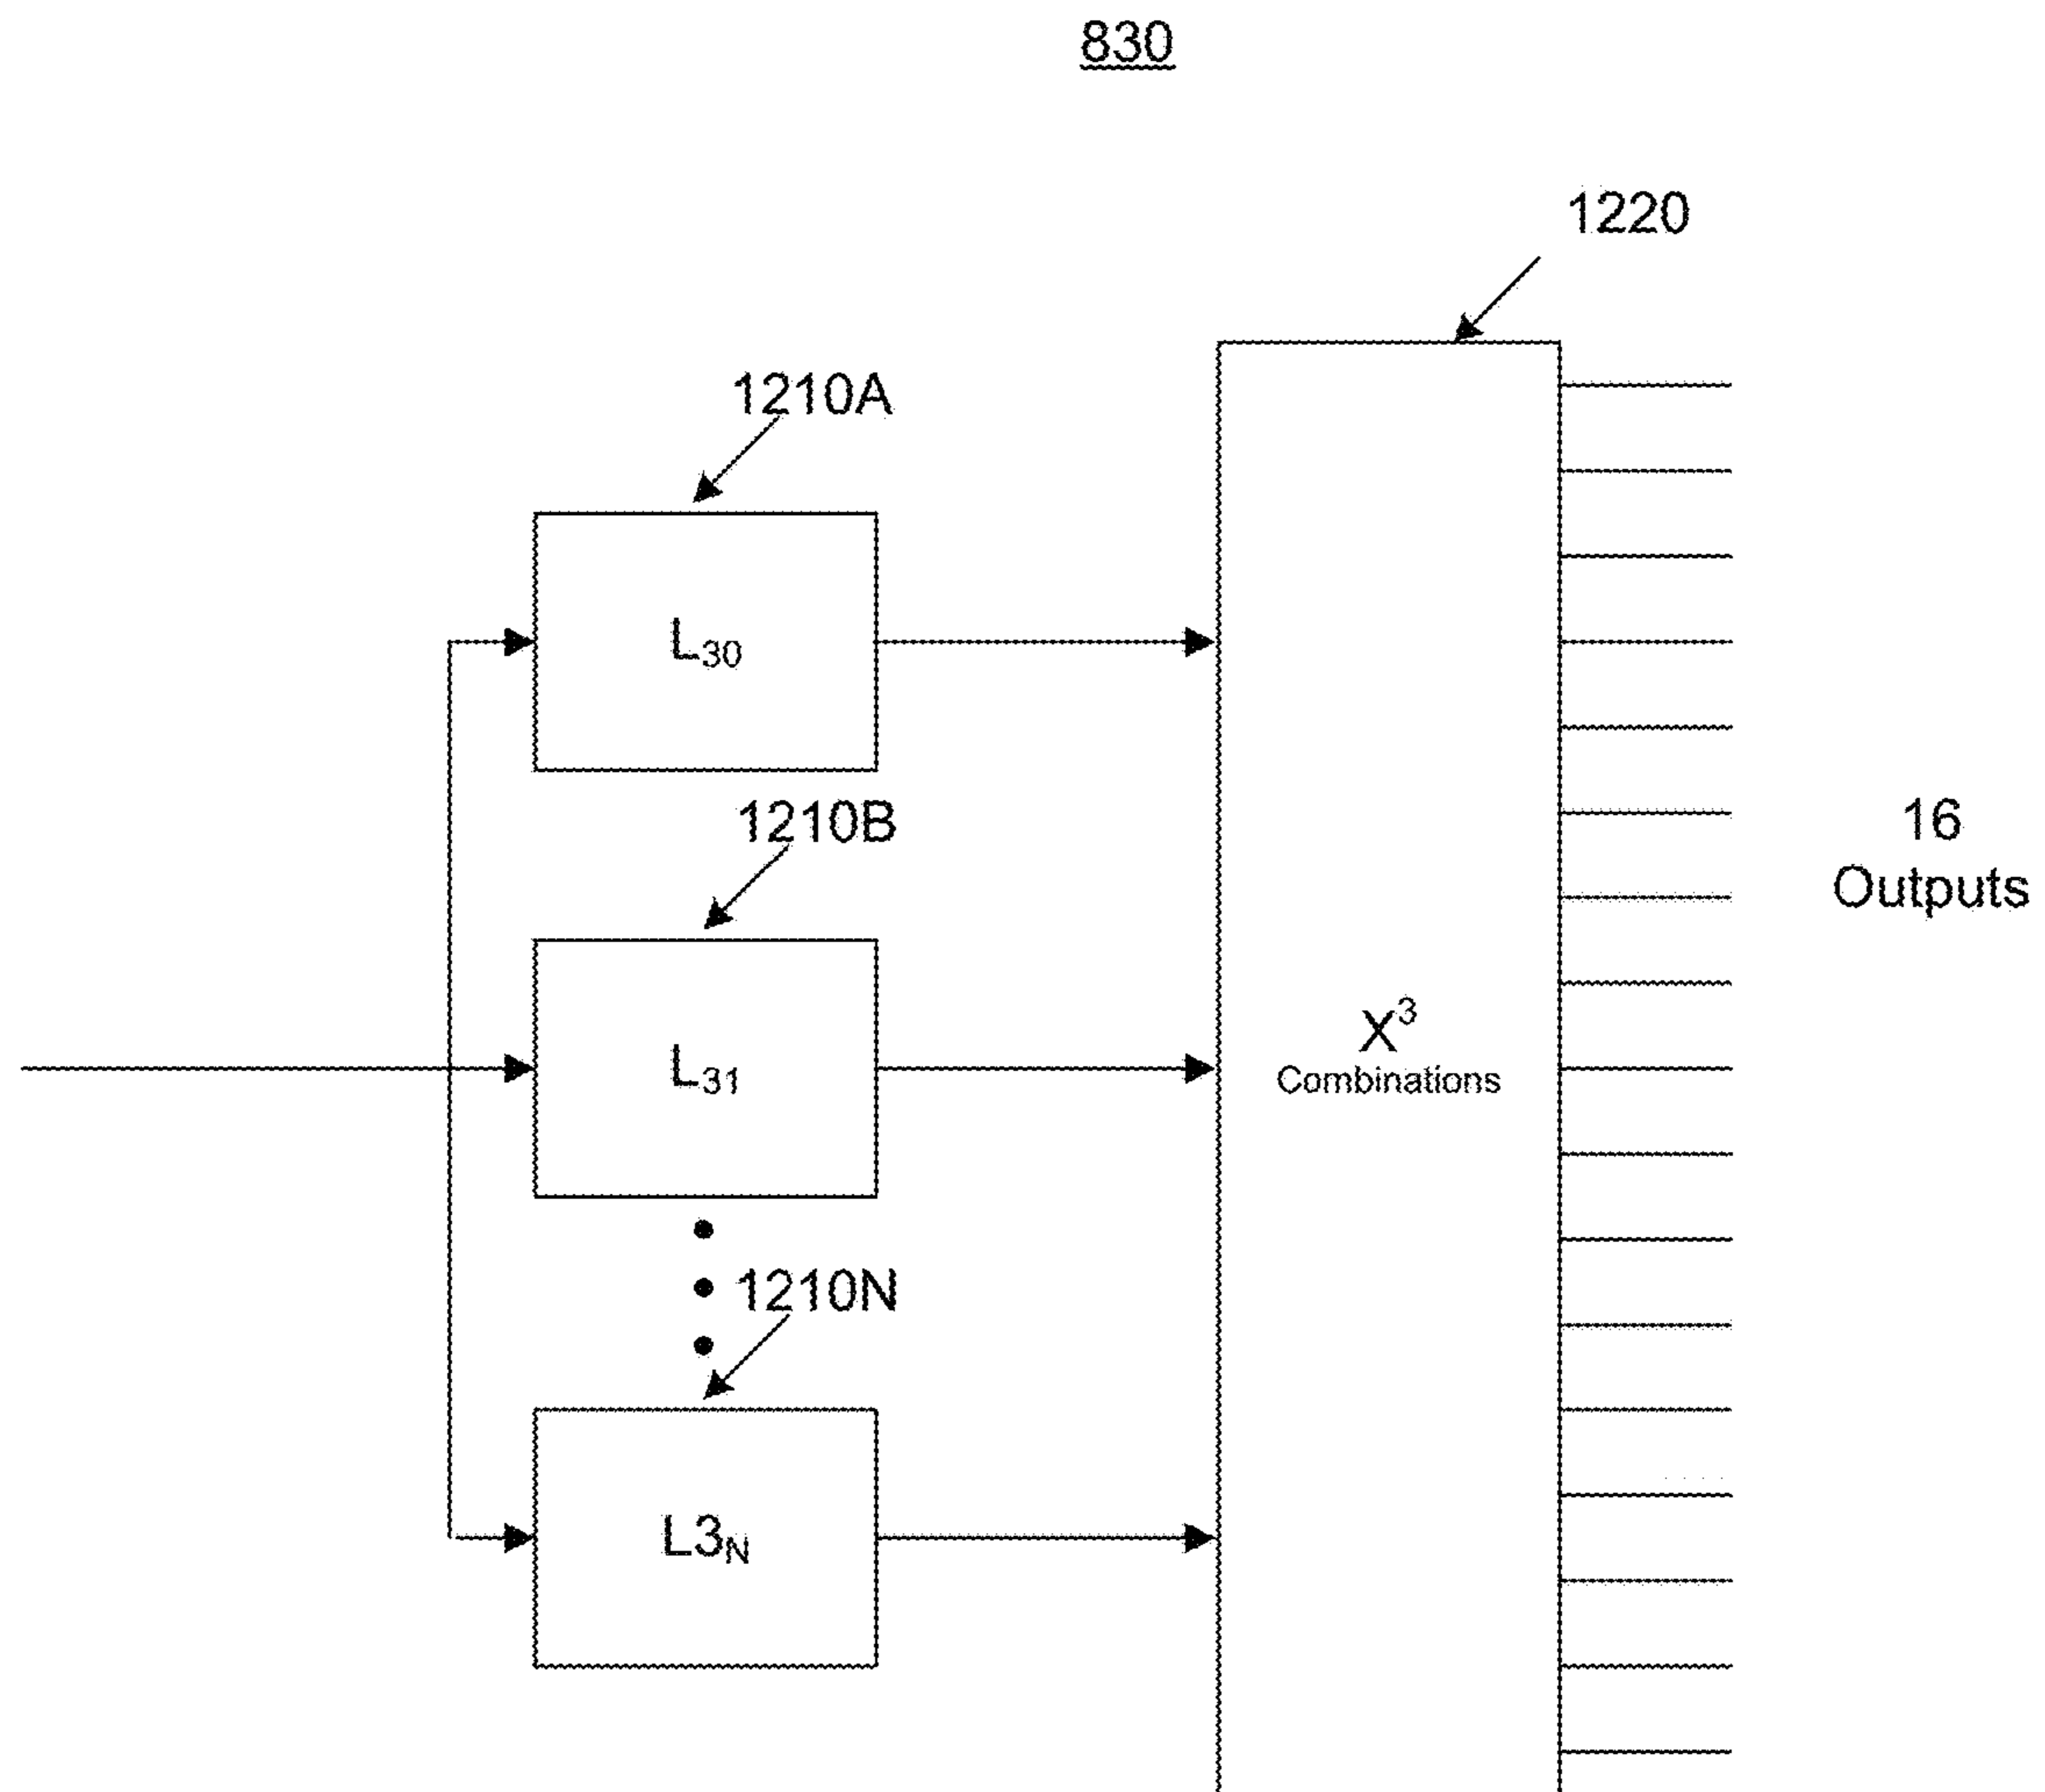 830
1220
1210A
L₃₀
1210B
16
Outputs
X³
Combinations
L₃₁
1210N
L3ₙ